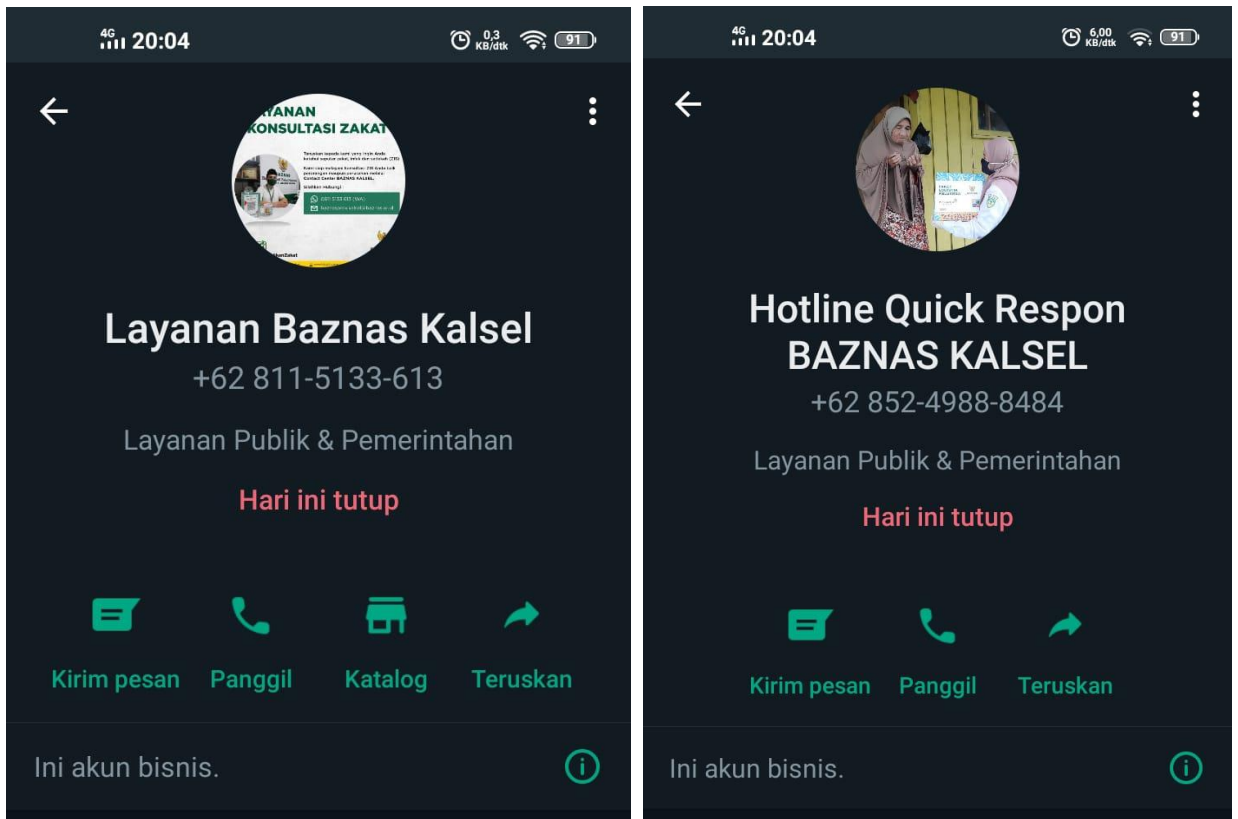 4G 20:04 0,3 KB/dtk 91
YANAN
KONSULTASI ZAKAT
Layanan Baznas Kalsel
+62 811-5133-613
Layanan Publik & Pemerintahan
Hari ini tutup
Kirim pesan Panggil Katalog Teruskan
Ini akun bisnis.
4G 20:04 6,00 KB/dtk 91
Hotline Quick Respon
BAZNAS KALSEL
+62 852-4988-8484
Layanan Publik & Pemerintahan
Hari ini tutup
Kirim pesan Panggil Teruskan
Ini akun bisnis.